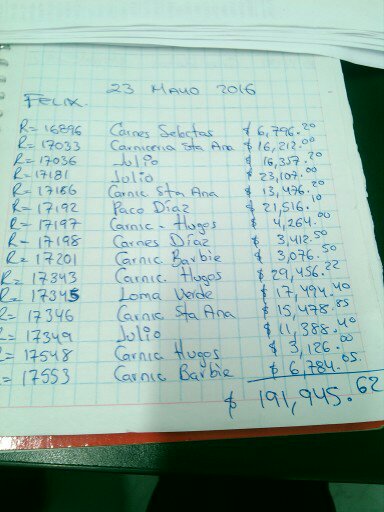 23 Mayo 2016
FELIX.
R= 16896 Carnes Selectas $ 6,796.20
R= 17033 Carniceria Sta Ana $ 16,212.00
R= 17036 Julio $ 16,357.20
R= 17181 Julio $ 23,107.00
R= 17186 Carnic Sta Ana $ 13,476.20
R= 17192 Paco Diaz $ 21,516.10
R= 17197 Carnic. Hugos $ 4,264.00
R= 17198 Carnes Díaz $ 3,412.50
R= 17201 Carnic. Barbie $ 3,076.50
R= 17343 Carnic. Hugos $ 29,456.22
R= 17345 Loma Verde $ 17,494.40
R= 17346 Carnic Sta Ana $ 15,478.85
R= 17349 Julio $ 11,388.40
R= 17548 Carnic Hugos $ 3,126.00
= 17553 Carnic Barbie $ 6,784.05
$ 191,945.62